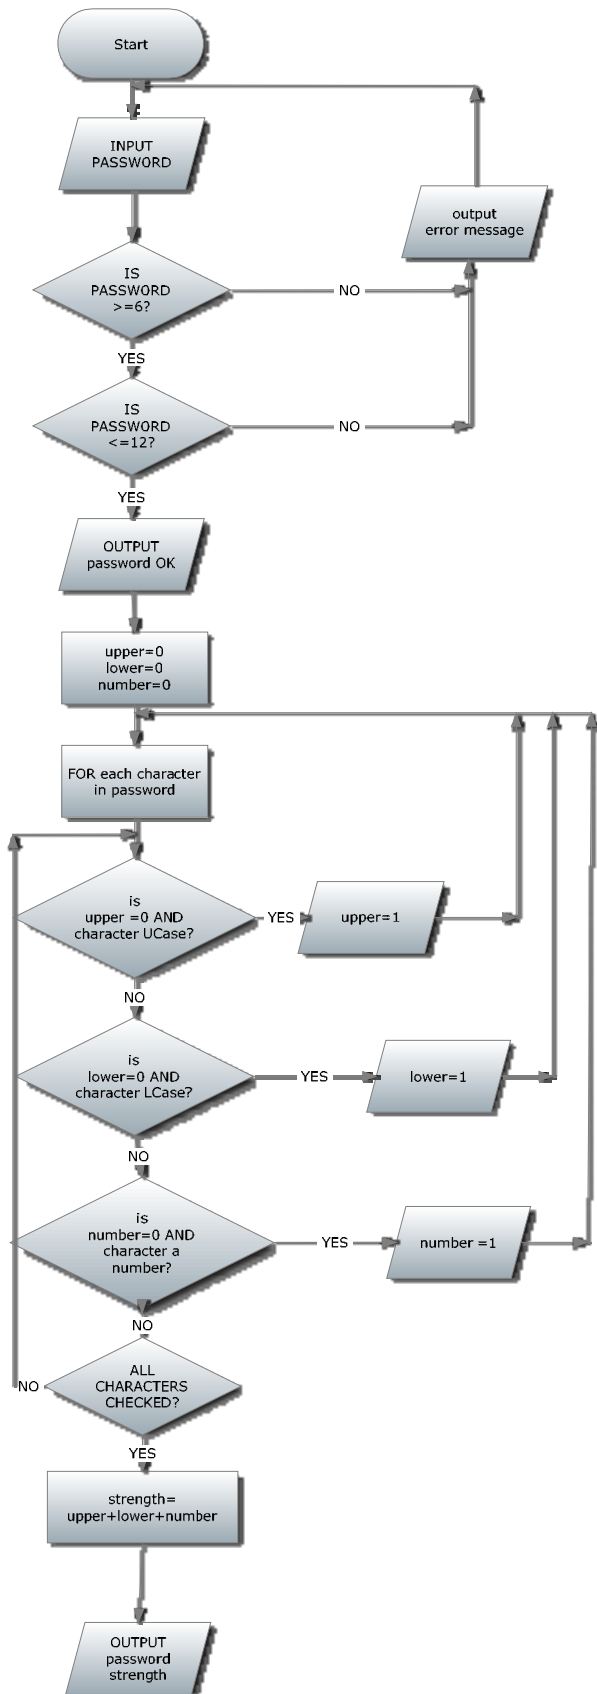 Start
INPUT
PASSWORD
output
error message
IS
PASSWORD
>=6?
NO
YES
IS
PASSWORD
<=12?
NO
YES
OUTPUT
password OK
upper=0
lower=0
number=0
FOR each character
in password
is
upper =0 AND
character UCase?
YES
upper=1
NO
is
lower=0 AND
character LCase?
YES
lower=1
NO
is
number=0 AND
character a
number?
YES
number =1
NO
ALL
CHARACTERS
CHECKED?
NO
YES
strength=
upper+lower+number
OUTPUT
password
strength